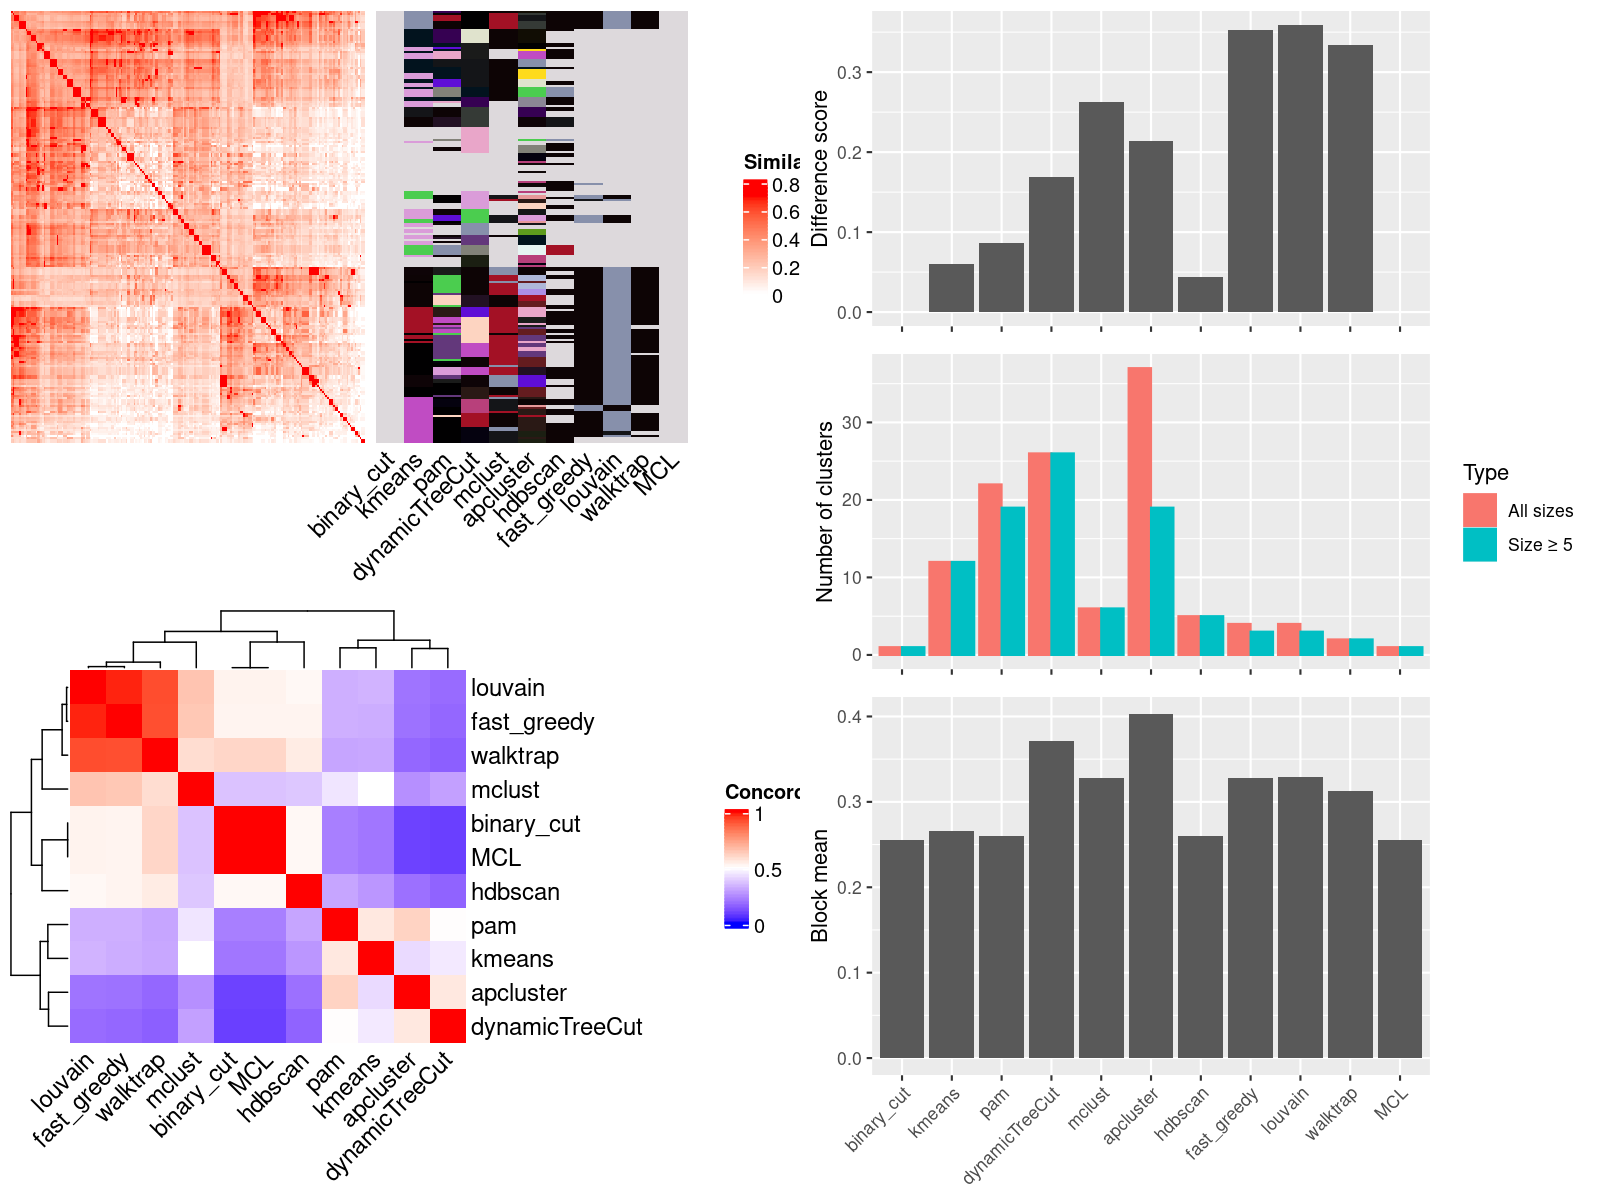 Simila
0.8
0.6
0.4
0.2
0
binary_cut
kmeans
pam
dynamicTreeCut
mclust
apcluster
hdbscan
fast_greedy
louvain
walktrap
MCL
louvain
fast_greedy
walktrap
mclust
binary_cut
MCL
hdbscan
pam
kmeans
apcluster
dynamicTreeCut
louvain
fast_greedy
walktrap
mclust
binary_cut
MCL
hdbscan
pam
kmeans
apcluster
dynamicTreeCut
Concord
1
0.5
0
Difference score
0.3
0.2
0.1
0.0
Number of clusters
30
20
10
0
Type
All sizes
Size ≥ 5
Block mean
0.4
0.3
0.2
0.1
0.0
binary_cut
kmeans
pam
dynamicTreeCut
mclust
apcluster
hdbscan
fast_greedy
louvain
walktrap
MCL